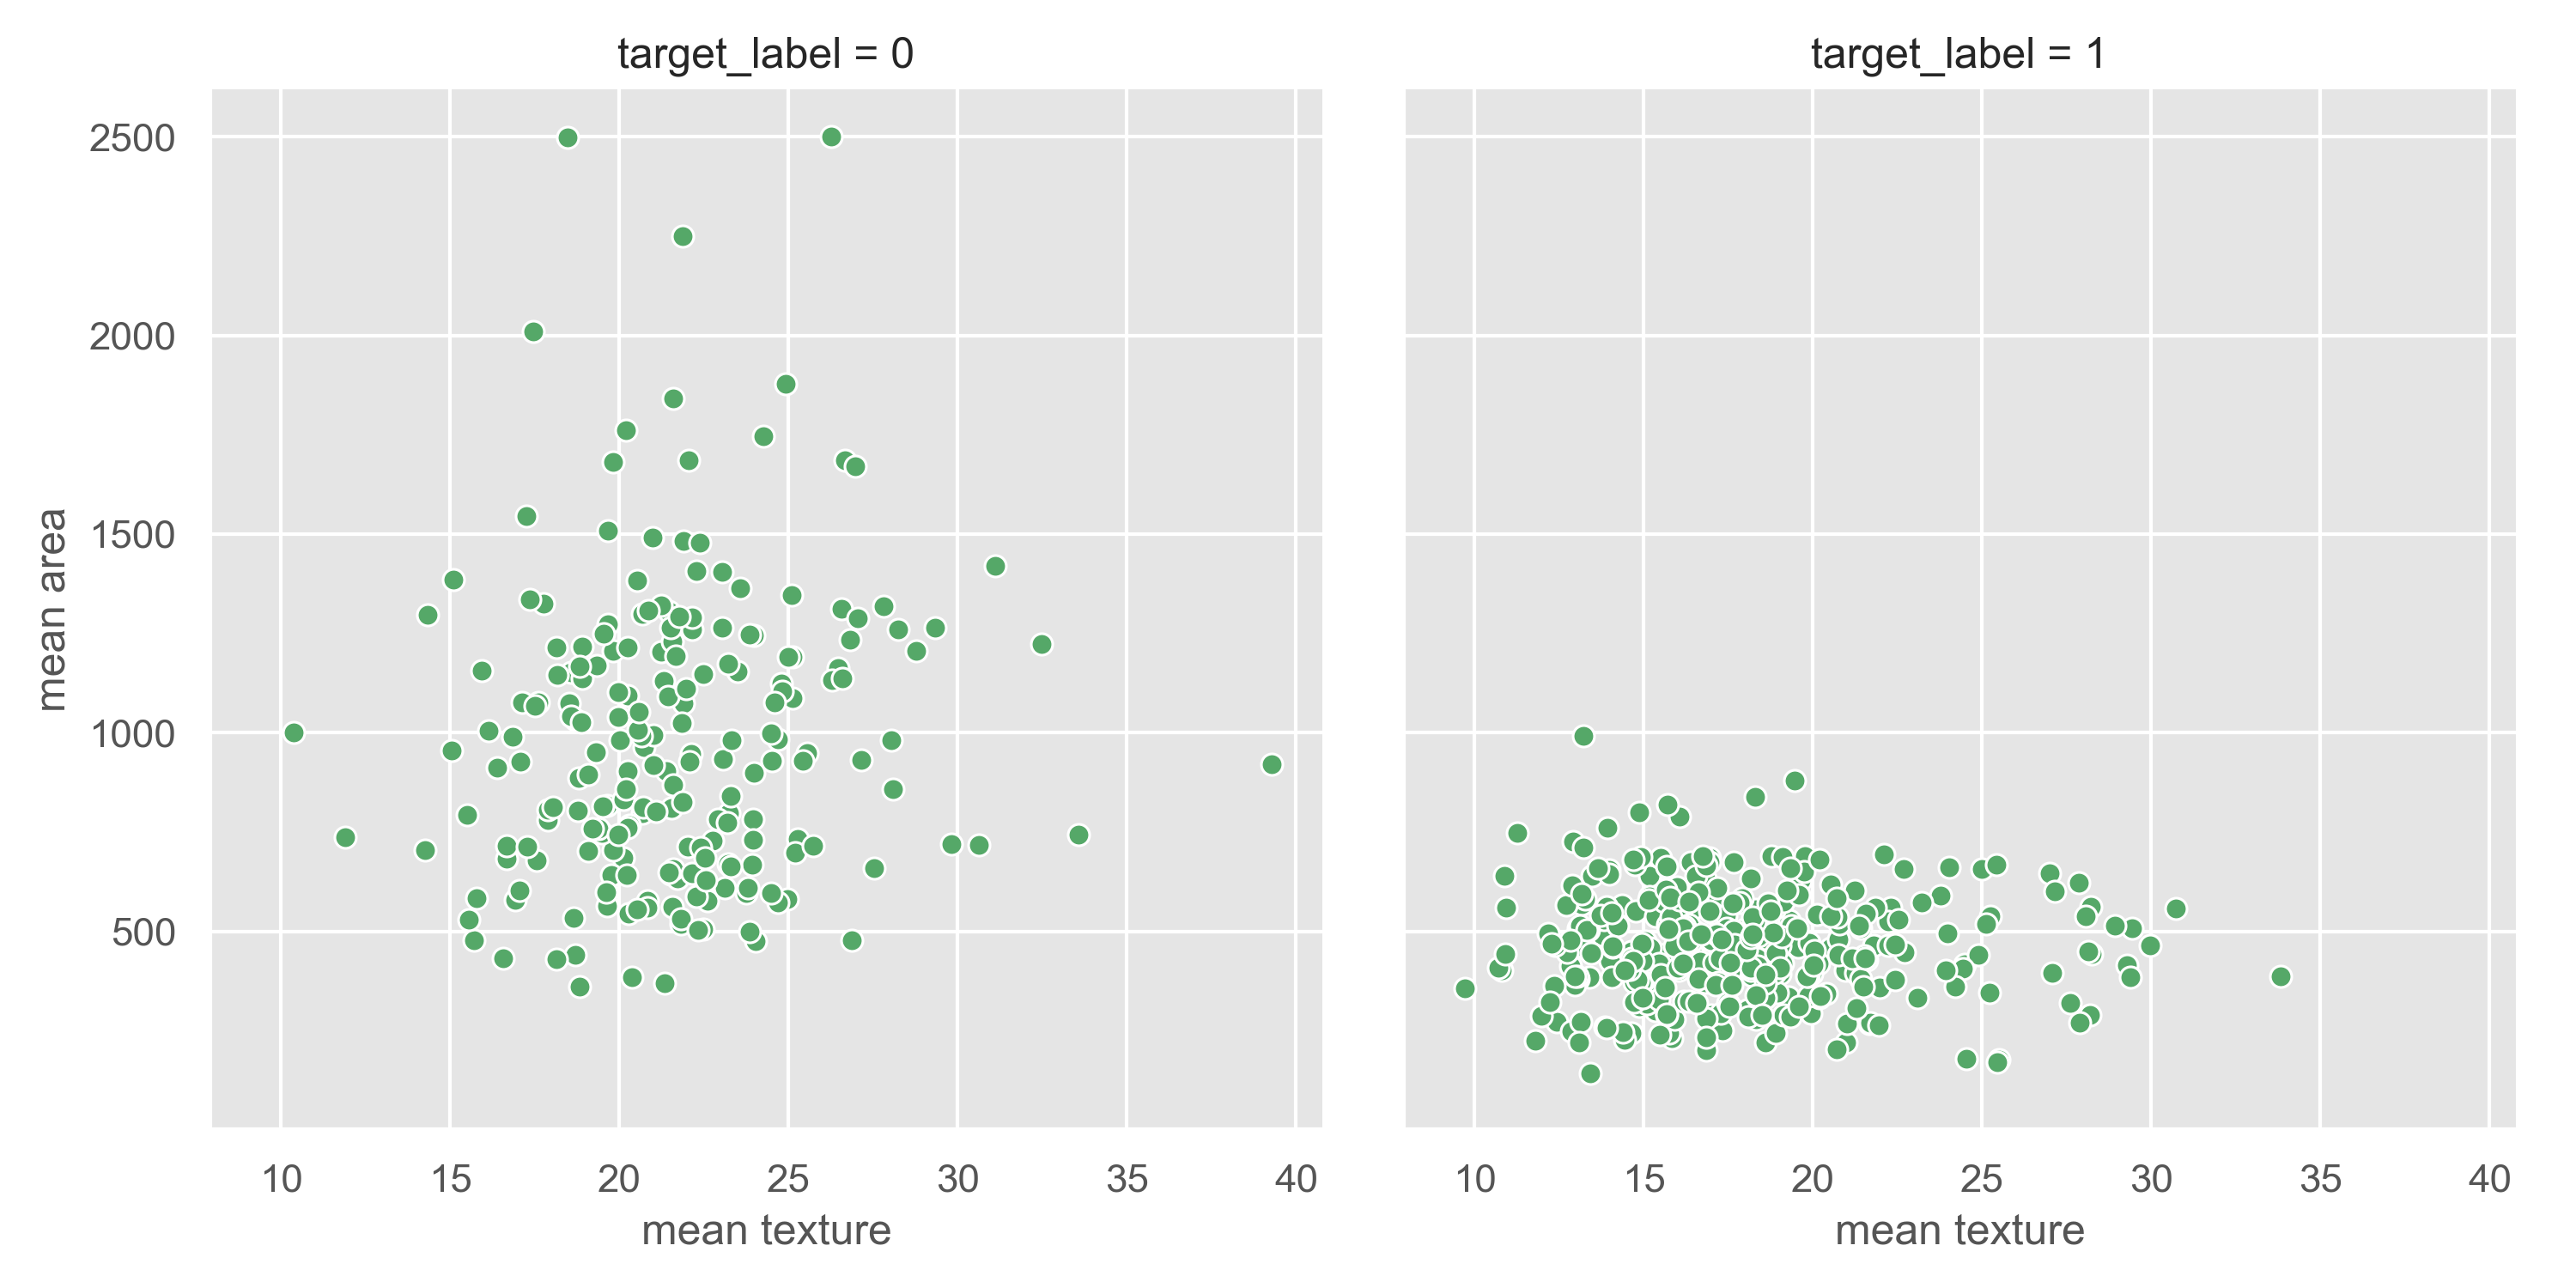 target_label = 0
target_label = 1
2500
2000
1500
1000
500
mean area
10 15 20 25 30 35 40
10 15 20 25 30 35 40
mean texture
mean texture